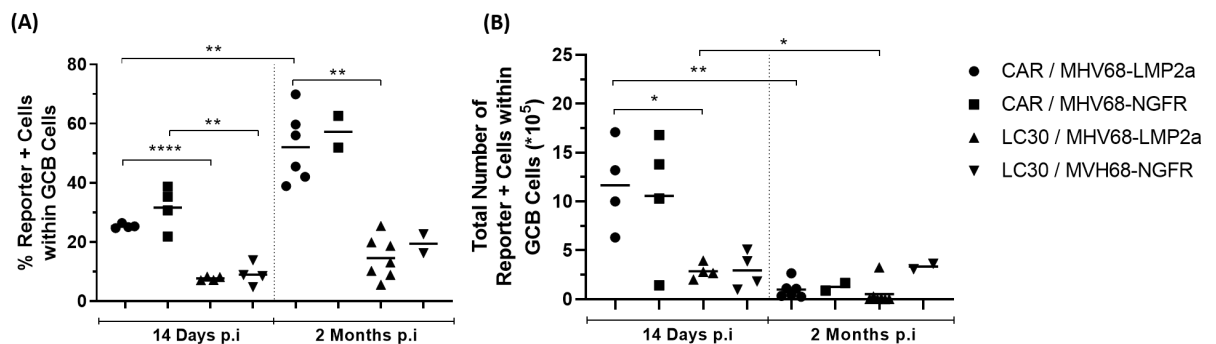 (A)
% Reporter + Cells
within GCB Cells
80
60
40
20
0
**
**
**
****
14 Days p.i
2 Months p.i
(B)
Total Number of
Reporter + Cells within
GCB Cells (*10^5)
25
20
15
10
5
0
*
**
*
14 Days p.i
2 Months p.i
CAR / MHV68-LMP2a
CAR / MHV68-NGFR
LC30 / MHV68-LMP2a
LC30 / MVH68-NGFR